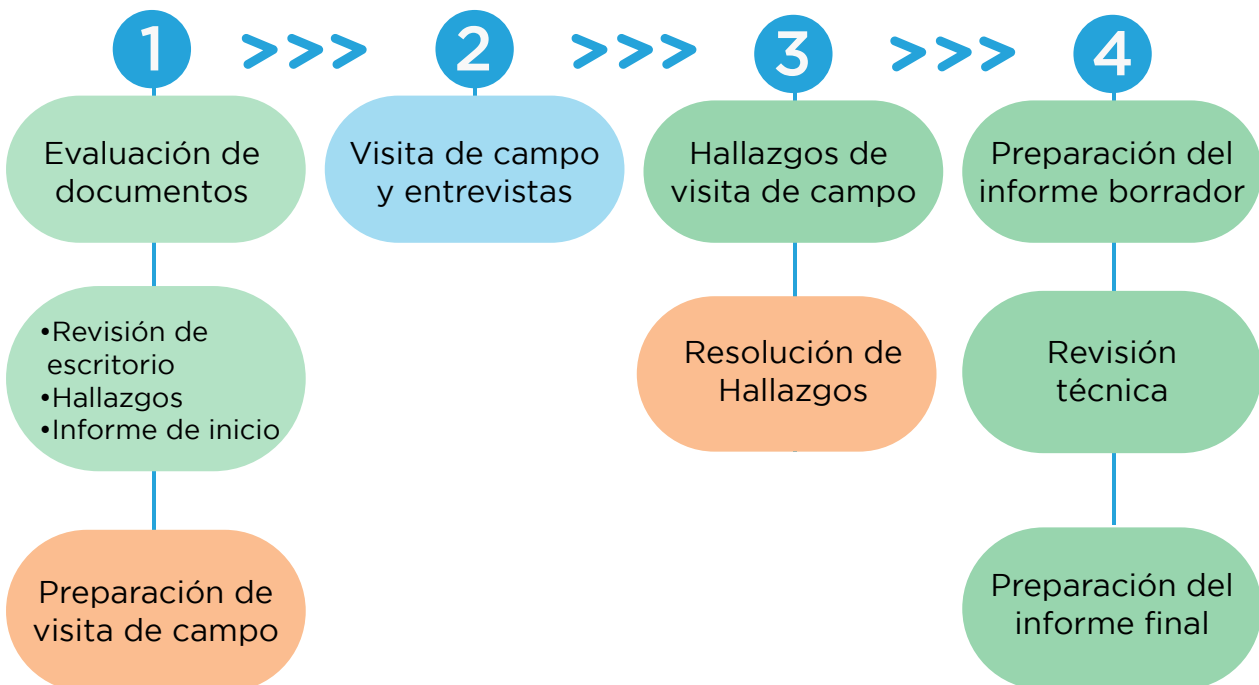 1 >>> 2 >>> 3 >>> 4
Evaluación de
documentos
•Revisión de
escritorio
•Hallazgos
•Informe de inicio
Preparación de
visita de campo
Visita de campo
y entrevistas
Hallazgos de
visita de campo
Resolución de
Hallazgos
Preparación del
informe borrador
Revisión
técnica
Preparación del
informe final